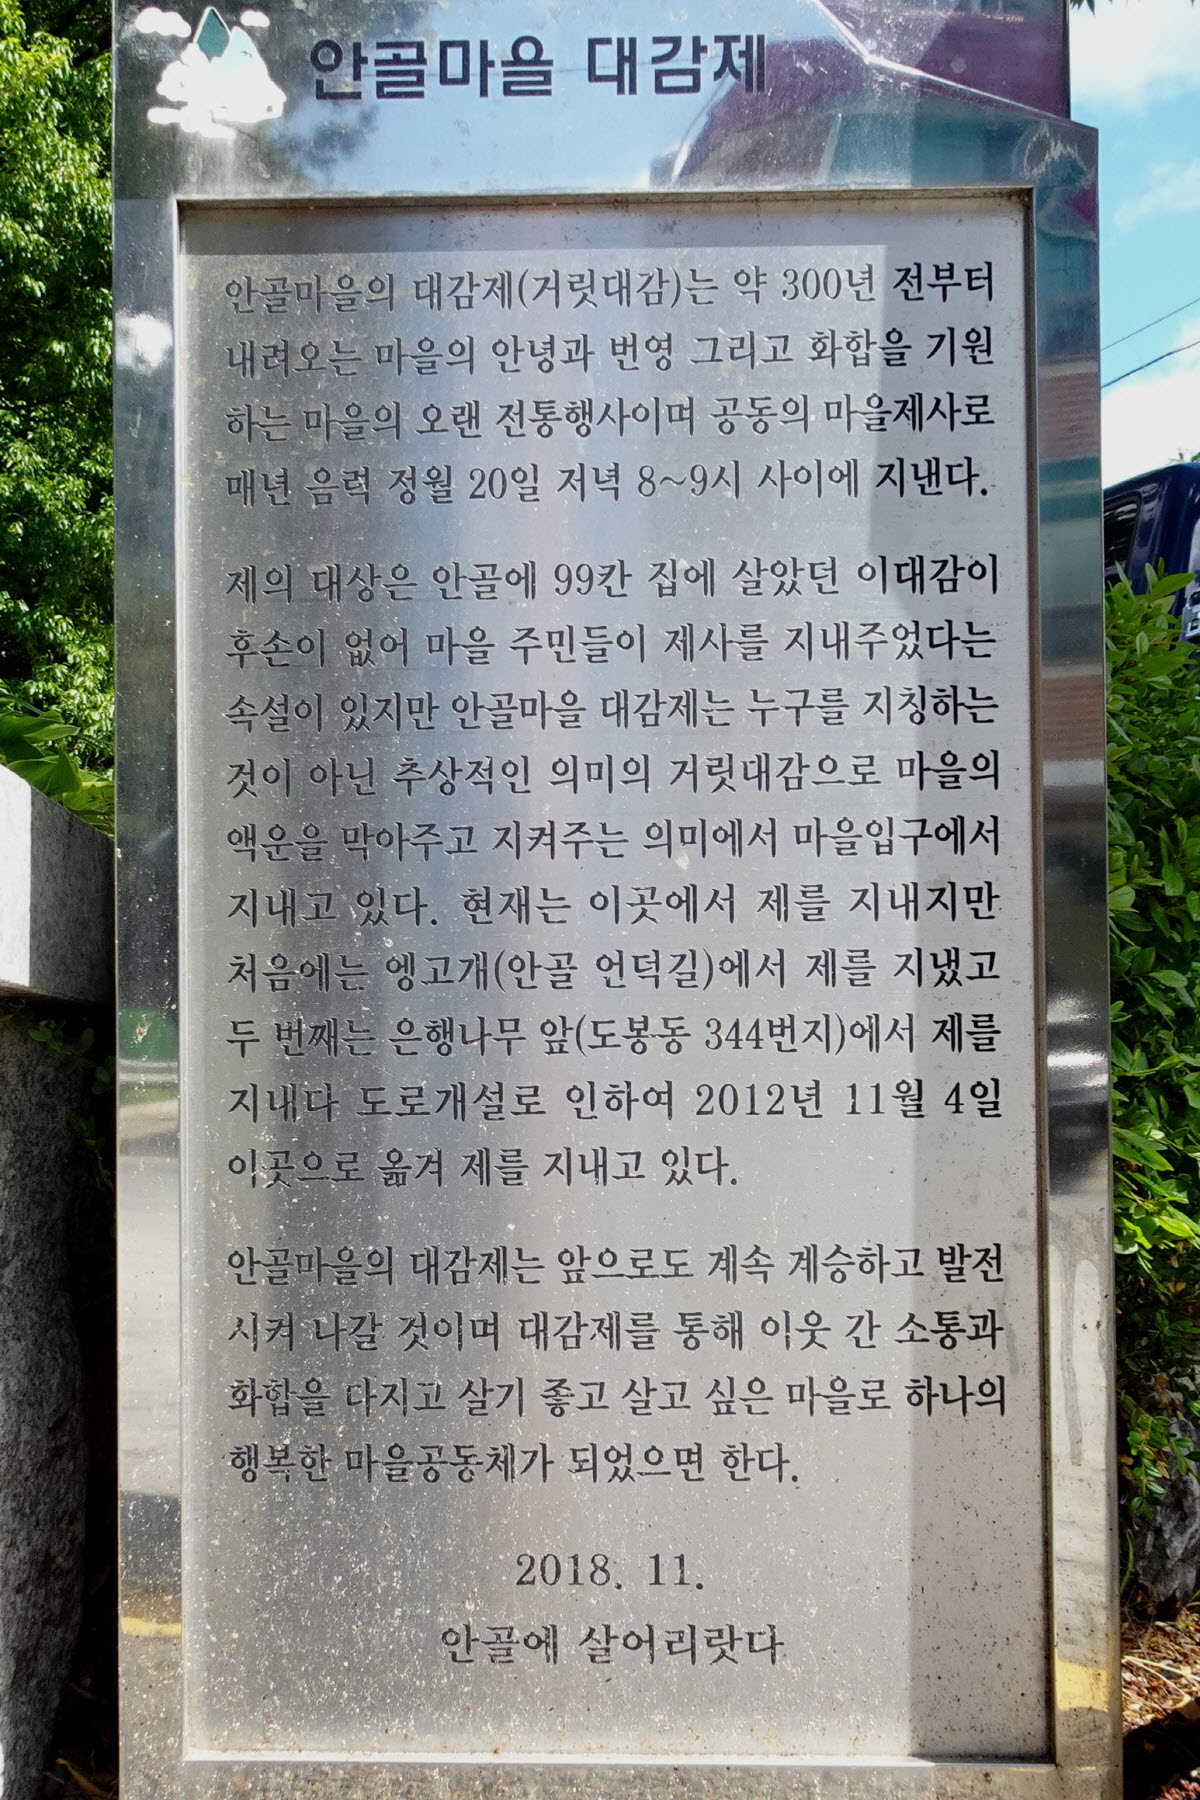 안골마을 대감제
안골마을의 대감제(거릿대감)는 약 300년 전부터
내려오는 마을의 안녕과 번영 그리고 화합을 기원
하는 마을의 오랜 전통행사이며 공동의 마을제사로
매년 음력 정월 20일 저녁 8~9시 사이에 지낸다.
제의 대상은 안골에 99칸 집에 살았던 이대감이
후손이 없어 마을 주민들이 제사를 지내주었다는
속설이 있지만 안골마을 대감제는 누구를 지칭하는
것이 아닌 추상적인 의미의 거릿대감으로 마을의
액운을 막아주고 지켜주는 의미에서 마을입구에서
지내고 있다. 현재는 이곳에서 제를 지내지만
처음에는 엥고개(안골 언덕길)에서 제를 지냈고
두 번째는 은행나무 앞(도봉동 344번지)에서 제를
지내다 도로개설로 인하여 2012년 11월 4일
이곳으로 옮겨 제를 지내고 있다.
안골마을의 대감제는 앞으로도 계속 계승하고 발전
시켜 나갈 것이며 대감제를 통해 이웃 간 소통과
화합을 다지고 살기 좋고 살고 싶은 마을로 하나의
행복한 마을공동체가 되었으면 한다.
2018. 11.
안골에 살어리랏다